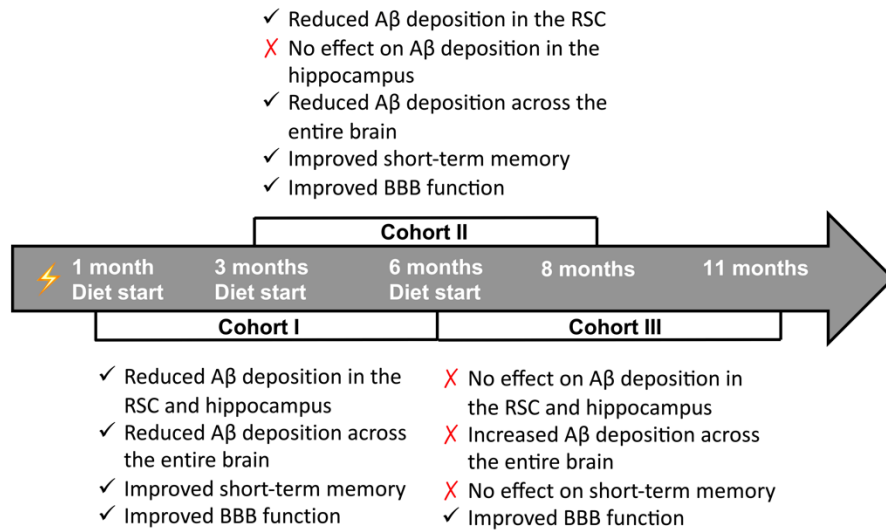 ✓ Reduced Aβ deposition in the RSC
✗ No effect on Aβ deposition in the
hippocampus
✓ Reduced Aβ deposition across the
entire brain
✓ Improved short-term memory
✓ Improved BBB function
Cohort II
1 month
Diet start
3 months
Diet start
6 months
Diet start
8 months
11 months
Cohort I
Cohort III
✓ Reduced Aβ deposition in the
RSC and hippocampus
✓ Reduced Aβ deposition across
the entire brain
✓ Improved short-term memory
✓ Improved BBB function
✗ No effect on Aβ deposition in
the RSC and hippocampus
✗ Increased Aβ deposition across
the entire brain
✗ No effect on short-term memory
✓ Improved BBB function